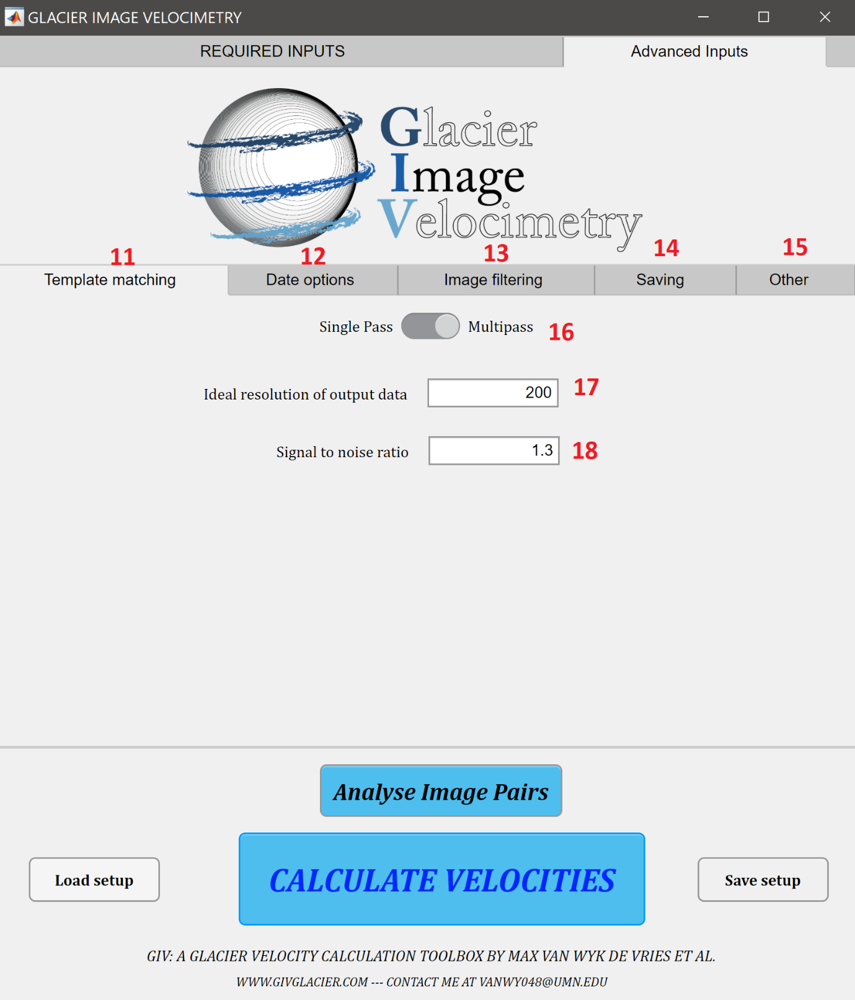 GLACIER IMAGE VELOCIMETRY
REQUIRED INPUTS
Advanced Inputs
Glacier
Image
Velocimetry
11
12
13
14
15
Template matching
Date options
Image filtering
Saving
Other
Single Pass
Multipass
16
Ideal resolution of output data
200
17
Signal to noise ratio
1.3
18
Analyse Image Pairs
CALCULATE VELOCITIES
Load setup
Save setup
GIV: A GLACIER VELOCITY CALCULATION TOOLBOX BY MAX VAN WYK DE VRIES ET AL.
WWW.GIVGLACIER.COM --- CONTACT ME AT VANWY048@UMN.EDU